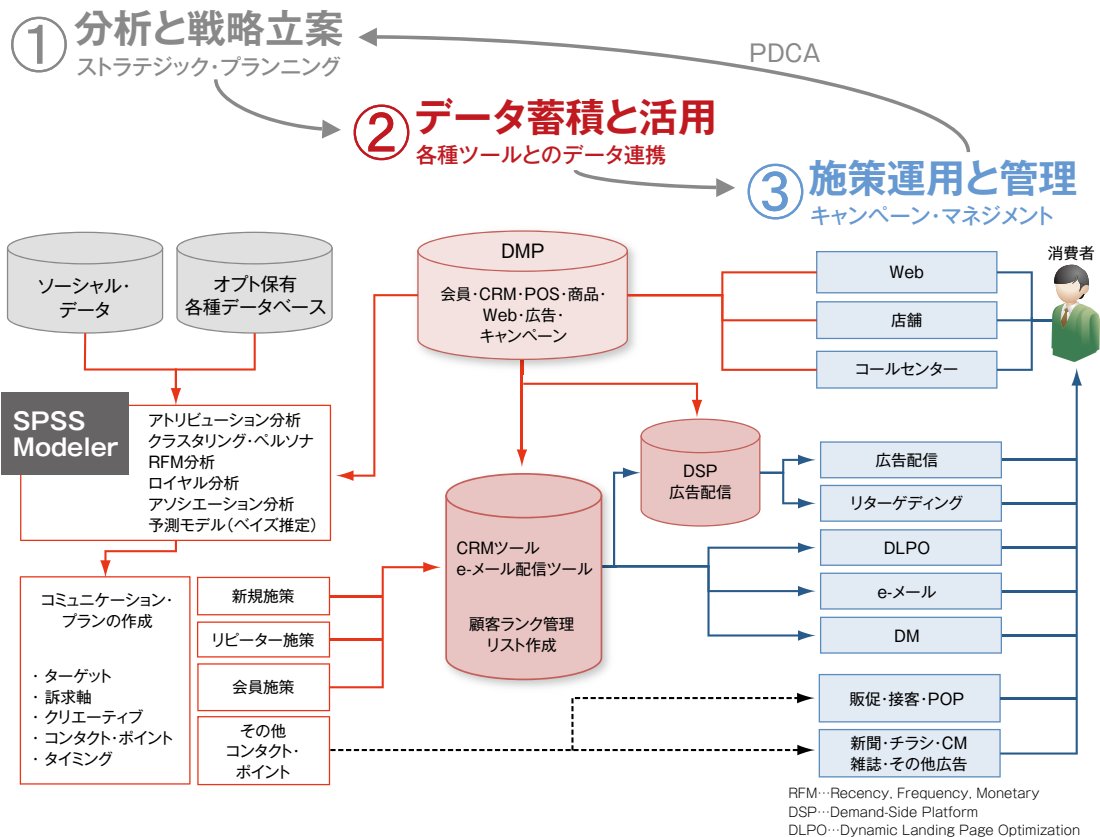 ① 分析と戦略立案
ストラテジック・プランニング
PDCA
② データ蓄積と活用
各種ツールとのデータ連携
③ 施策運用と管理
キャンペーン・マネジメント
ソーシャル・
データ
オプト保有
各種データベース
DMP
会員・CRM・POS・商品・
Web・広告・
キャンペーン
Web
店舗
コールセンター
消費者
SPSS
Modeler
アトリビューション分析
クラスタリング・ペルソナ
RFM分析
ロイヤル分析
アソシエーション分析
予測モデル（ベイズ推定）
DSP
広告配信
広告配信
リターゲディング
CRMツール
e-メール配信ツール
顧客ランク管理
リスト作成
DLPO
e-メール
DM
コミュニケーション・
プランの作成
・ターゲット
・訴求軸
・クリエーティブ
・コンタクト・ポイント
・タイミング
新規施策
リピーター施策
会員施策
その他
コンタクト・
ポイント
販促・接客・POP
新聞・チラシ・CM
雑誌・その他広告
RFM…Recency, Frequency, Monetary
DSP…Demand-Side Platform
DLPO…Dynamic Landing Page Optimization